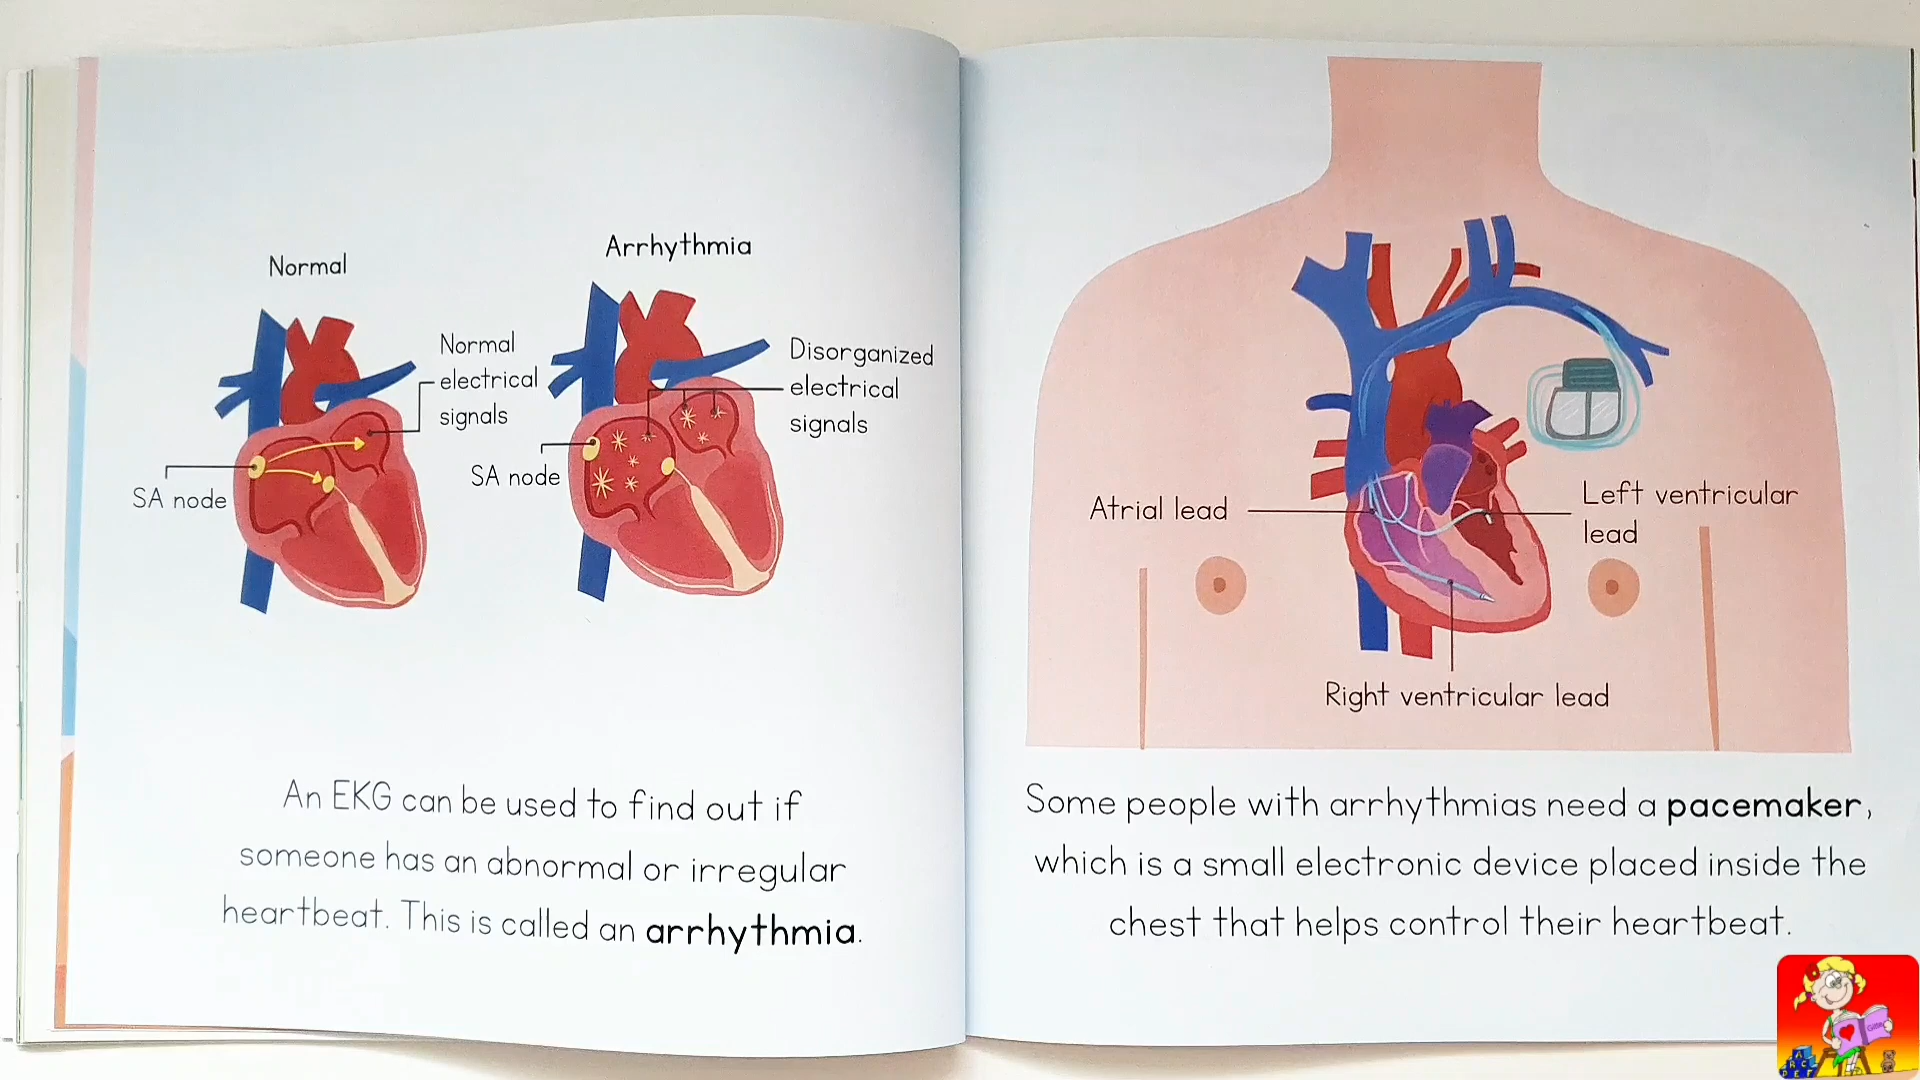 Normal
Arrhythmia
Normal
electrical
signals
SA node
Disorganized
electrical
signals
SA node
An EKG can be used to find out if
someone has an abnormal or irregular
heartbeat. This is called an arrhythmia.
Atrial lead
Left ventricular
lead
Right ventricular lead
Some people with arrhythmias need a pacemaker,
which is a small electronic device placed inside the
chest that helps control their heartbeat.